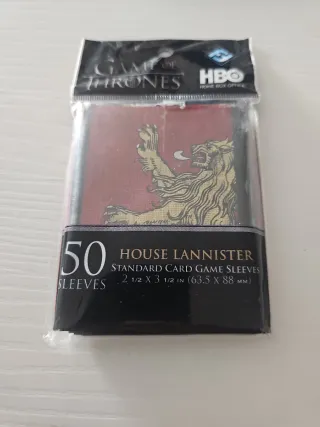 GAME OF
THRONES
HBO
HOME BOX OFFICE
50
SLEEVES
HOUSE LANNISTER
STANDARD CARD GAME SLEEVES
2 1/2 X 3 1/2 IN (63.5 X 88 MM)